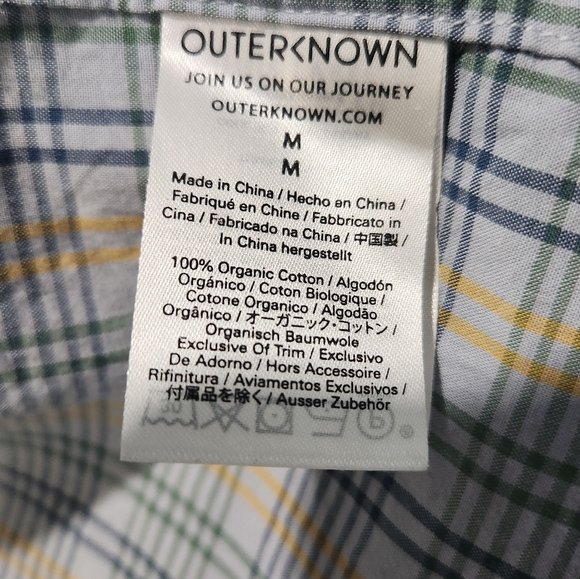 OUTERKNOWN
JOIN US ON OUR JOURNEY
OUTERKNOWN.COM
M
M
Made in China / Hecho en China /
Fabriqué en Chine / Fabbricato in
Cina / Fabricado na China / 中国製 /
In China hergestellt
100% Organic Cotton / Algodón
Orgánico / Coton Biologique /
Cotone Organico / Algodão
Orgânico / オーガニック・コットン /
Organisch Baumwole
Exclusive Of Trim / Exclusivo
De Adorno / Hors Accessoire /
Rifinitura / Aviamentos Exclusivos /
付属品を除く / Ausser Zubehör